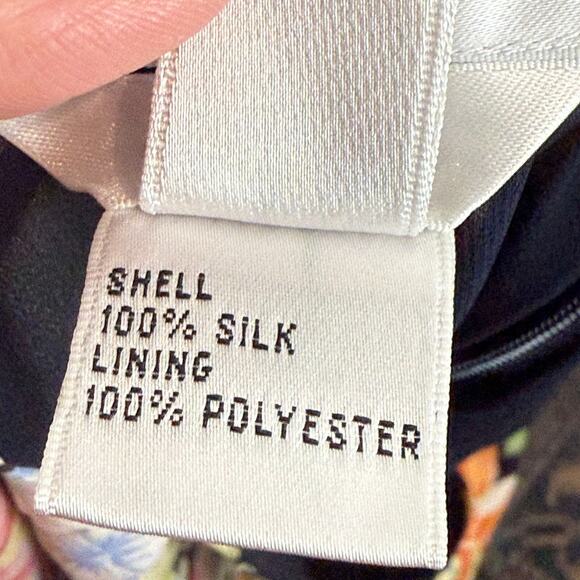 SHELL
100% SILK
LINING
100% POLYESTER